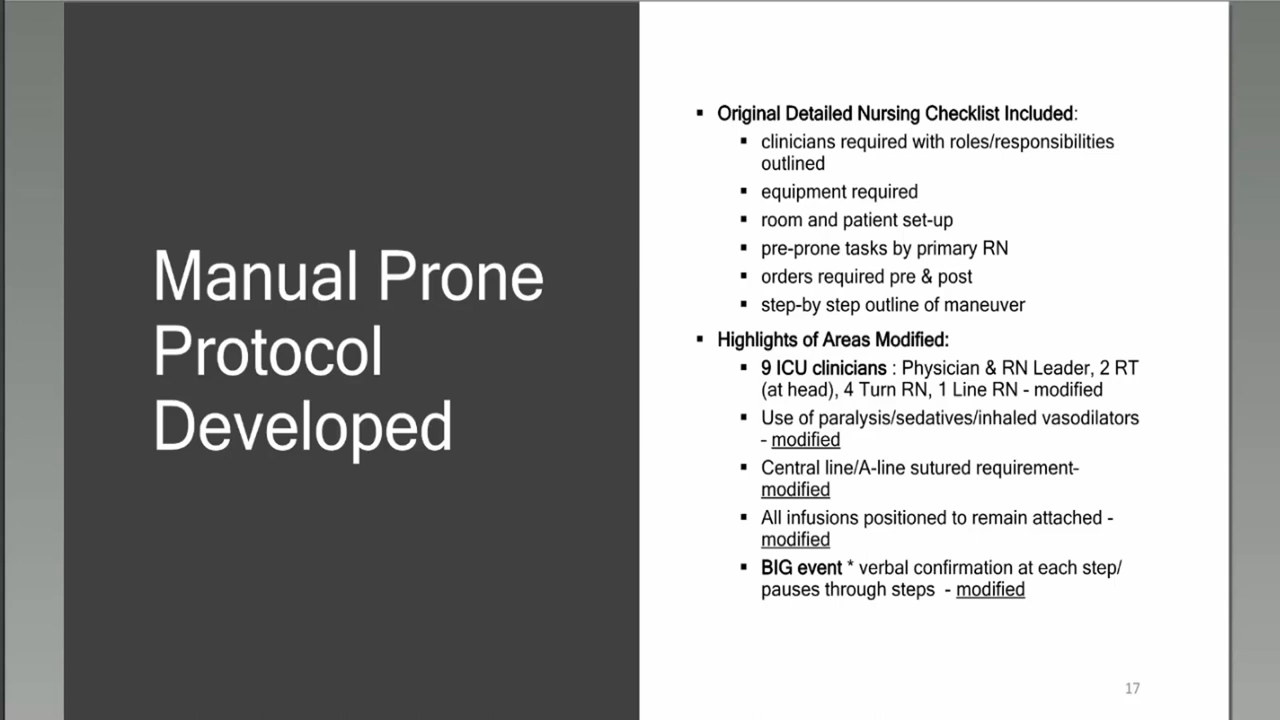 Manual Prone
Protocol
Developed
▪ Original Detailed Nursing Checklist Included:
▪ clinicians required with roles/responsibilities
outlined
▪ equipment required
▪ room and patient set-up
▪ pre-prone tasks by primary RN
▪ orders required pre & post
▪ step-by step outline of maneuver
▪ Highlights of Areas Modified:
▪ 9 ICU clinicians : Physician & RN Leader, 2 RT
(at head), 4 Turn RN, 1 Line RN - modified
▪ Use of paralysis/sedatives/inhaled vasodilators
- modified
▪ Central line/A-line sutured requirement-
modified
▪ All infusions positioned to remain attached -
modified
▪ BIG event * verbal confirmation at each step/
pauses through steps - modified
17